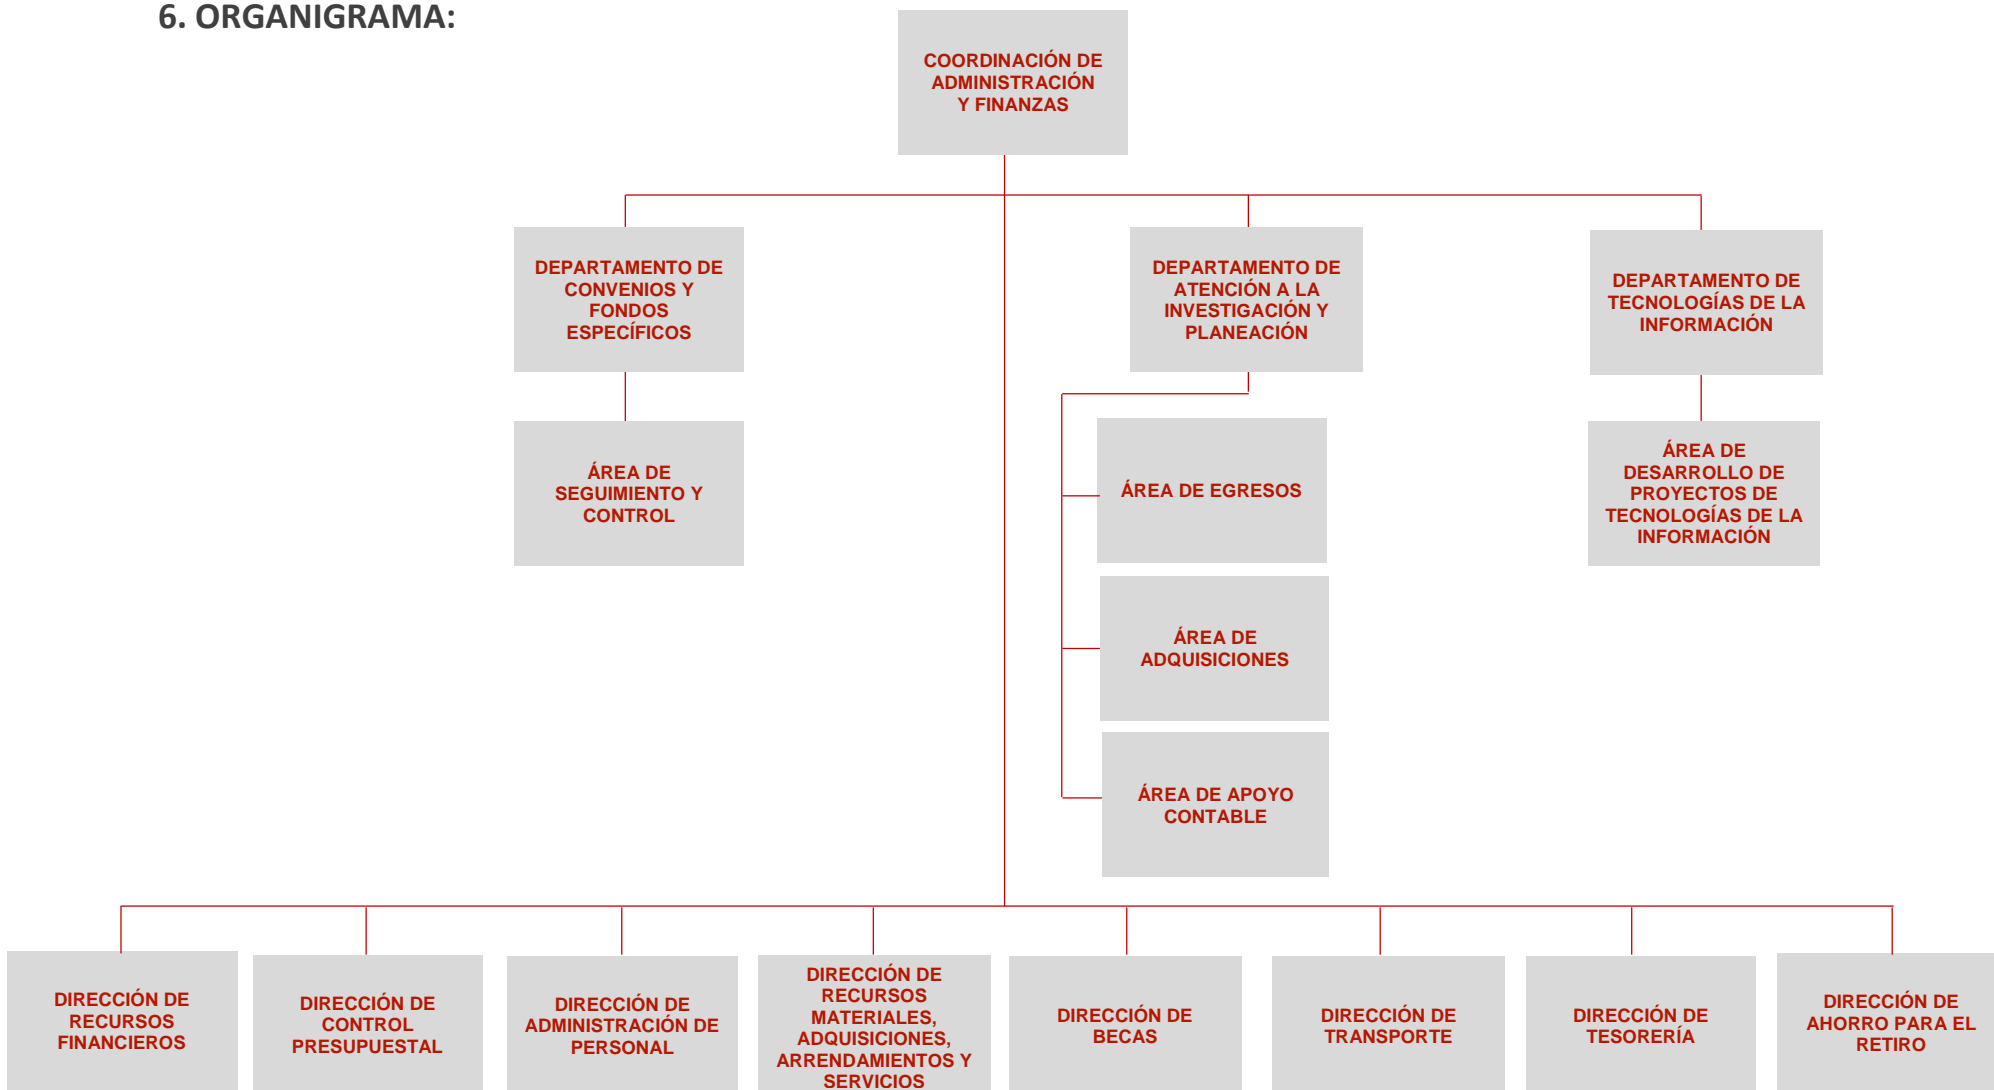 6. ORGANIGRAMA:
COORDINACIÓN DE
ADMINISTRACIÓN
Y FINANZAS
DEPARTAMENTO DE
CONVENIOS Y
FONDOS
ESPECÍFICOS
DEPARTAMENTO DE
ATENCIÓN A LA
INVESTIGACIÓN Y
PLANEACIÓN
DEPARTAMENTO DE
TECNOLOGÍAS DE LA
INFORMACIÓN
ÁREA DE
SEGUIMIENTO Y
CONTROL
ÁREA DE EGRESOS
ÁREA DE
DESARROLLO DE
PROYECTOS DE
TECNOLOGÍAS DE LA
INFORMACIÓN
ÁREA DE
ADQUISICIONES
ÁREA DE APOYO
CONTABLE
DIRECCIÓN DE
RECURSOS
FINANCIEROS
DIRECCIÓN DE
CONTROL
PRESUPUESTAL
DIRECCIÓN DE
ADMINISTRACIÓN DE
PERSONAL
DIRECCIÓN DE
RECURSOS
MATERIALES,
ADQUISICIONES,
ARRENDAMIENTOS Y
SERVICIOS
DIRECCIÓN DE
BECAS
DIRECCIÓN DE
TRANSPORTE
DIRECCIÓN DE
TESORERÍA
DIRECCIÓN DE
AHORRO PARA EL
RETIRO